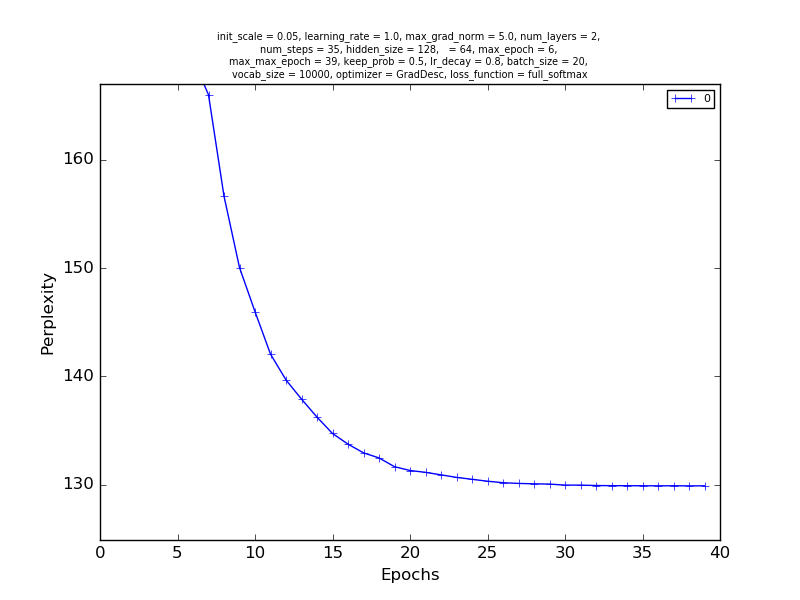 init_scale = 0.05, learning_rate = 1.0, max_grad_norm = 5.0, num_layers = 2,
num_steps = 35, hidden_size = 128,   = 64, max_epoch = 6,
max_max_epoch = 39, keep_prob = 0.5, lr_decay = 0.8, batch_size = 20,
vocab_size = 10000, optimizer = GradDesc, loss_function = full_softmax
0
160
150
140
130
Perplexity
0 5 10 15 20 25 30 35 40
Epochs